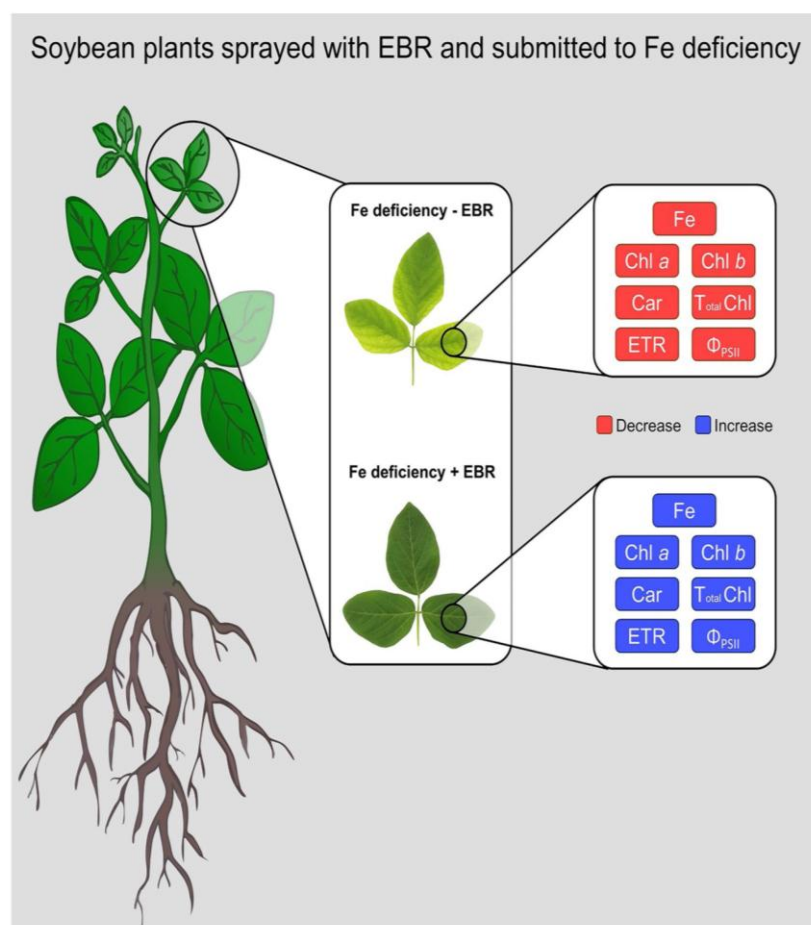 Soybean plants sprayed with EBR and submitted to Fe deficiency
Fe deficiency - EBR
Fe
Chl a Chl b
Car Total Chl
ETR ΦPSII
Decrease Increase
Fe deficiency + EBR
Fe
Chl a Chl b
Car Total Chl
ETR ΦPSII